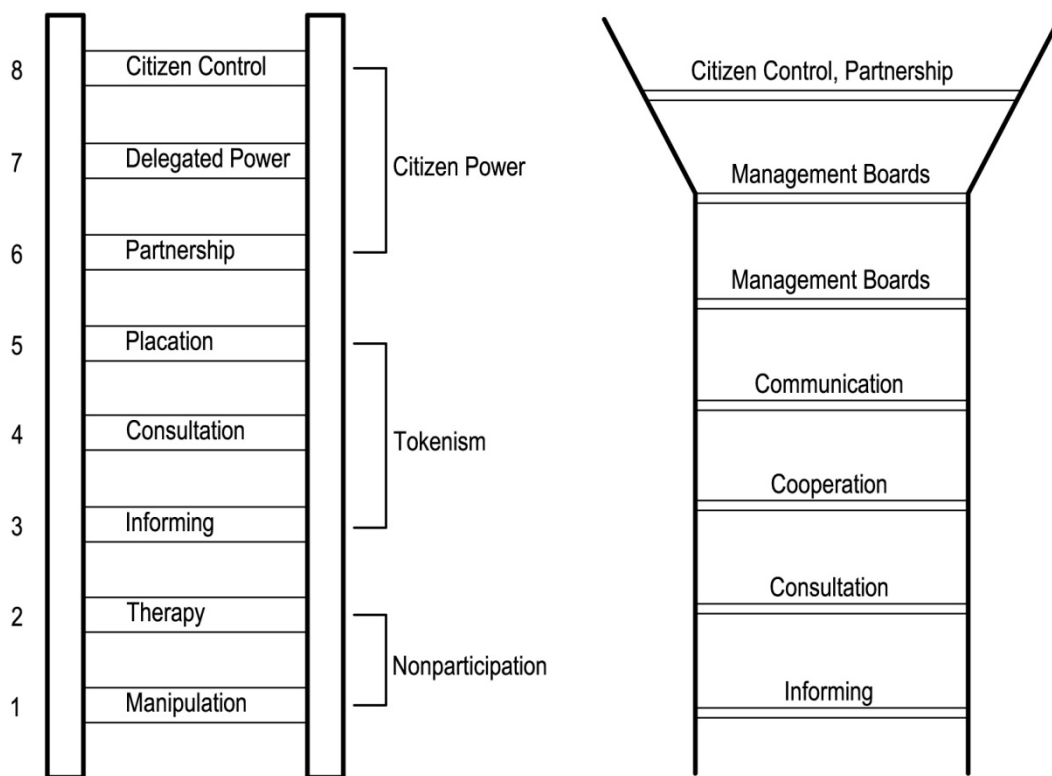 8
Citizen Control
7
Delegated Power
Citizen Power
6
Partnership
5
Placation
4
Consultation
Tokenism
3
Informing
2
Therapy
Nonparticipation
1
Manipulation
Citizen Control, Partnership
Management Boards
Management Boards
Communication
Cooperation
Consultation
Informing